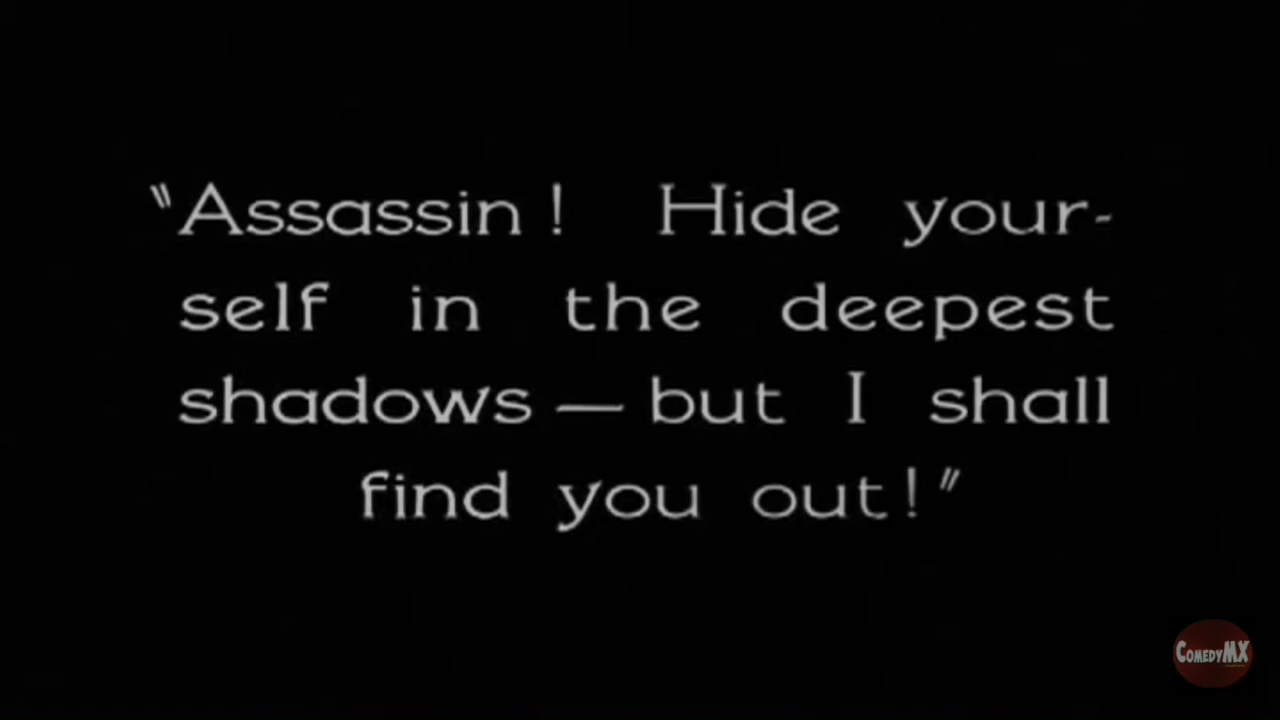 "Assassin! Hide your-
self in the deepest
shadows — but I shall
find you out!"
COMEDYMX